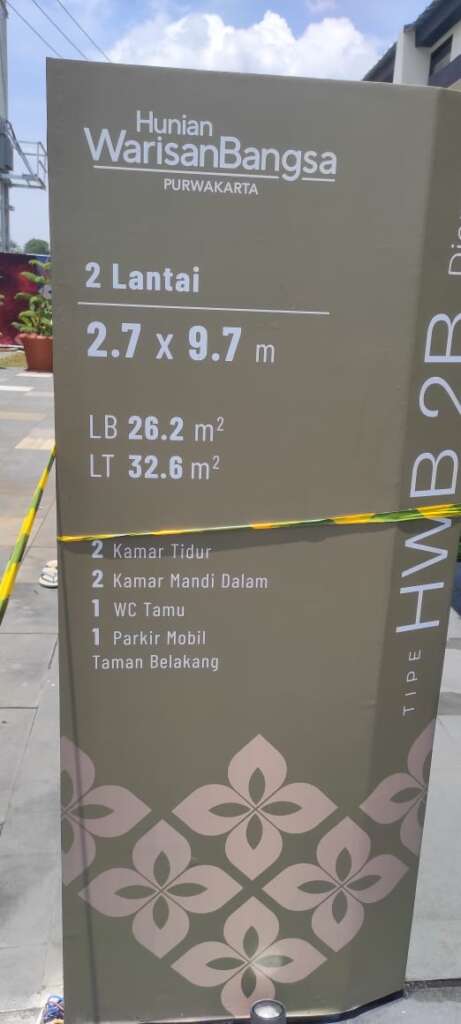 Hunian
WarisanBangsa
PURWAKARTA
2 Lantai
2.7 x 9.7 m
LB 26.2 m²
LT 32.6 m²
2 Kamar Tidur
2 Kamar Mandi Dalam
1 WC Tamu
1 Parkir Mobil
Taman Belakang
TIPE HWB 2B